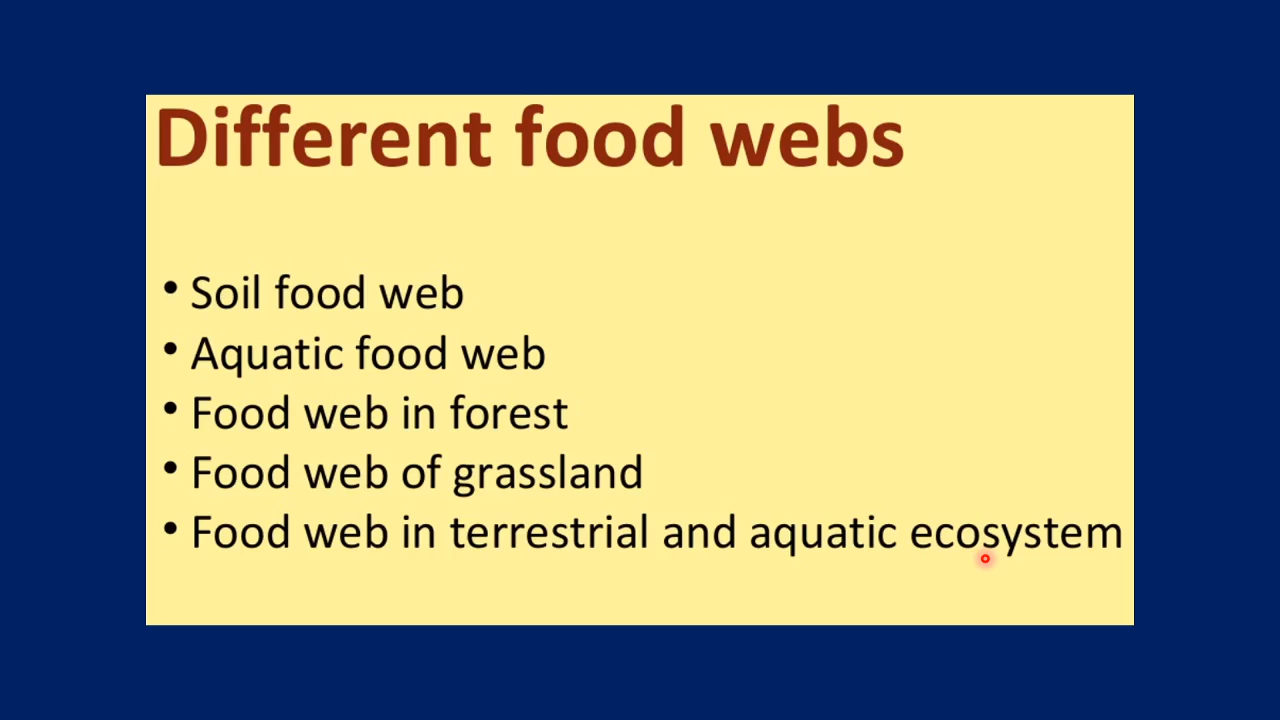 Different food webs
• Soil food web
• Aquatic food web
• Food web in forest
• Food web of grassland
• Food web in terrestrial and aquatic ecosystem